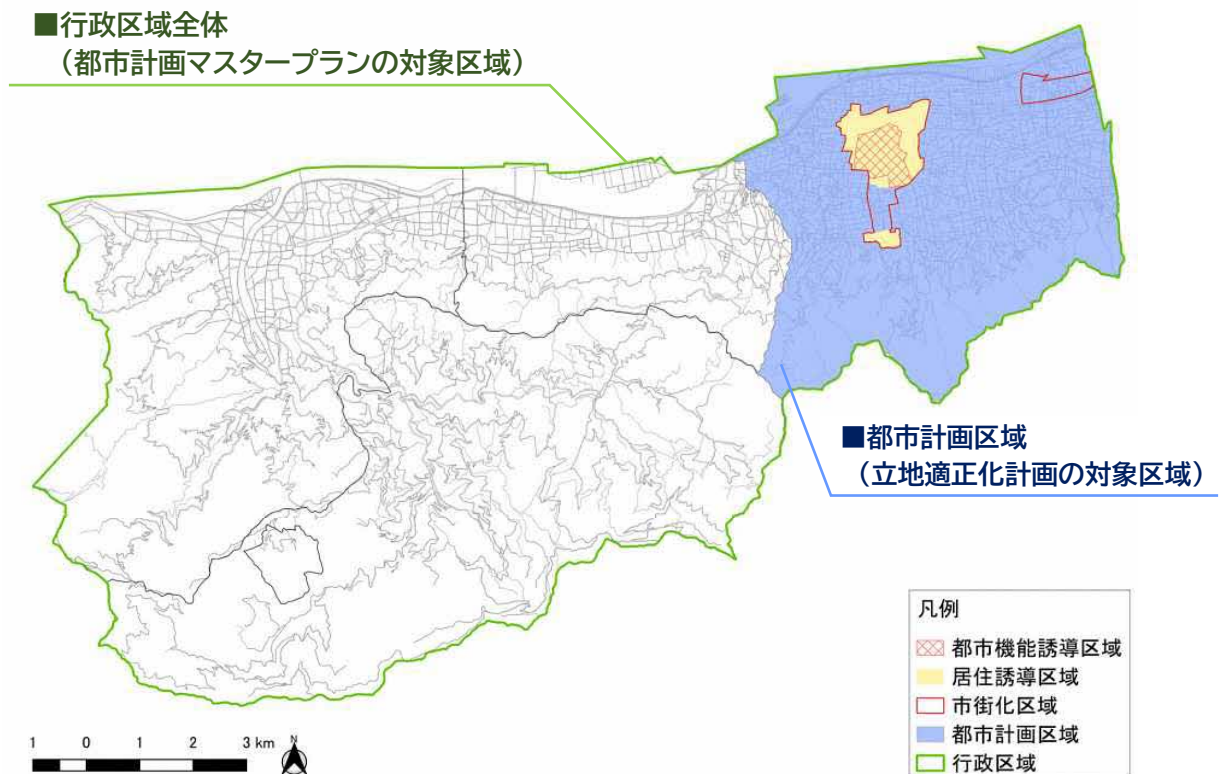 ■行政区域全体
（都市計画マスタープランの対象区域）
■都市計画区域
（立地適正化計画の対象区域）
凡例
都市機能誘導区域
居住誘導区域
市街化区域
都市計画区域
行政区域
1 0 1 2 3 km
N